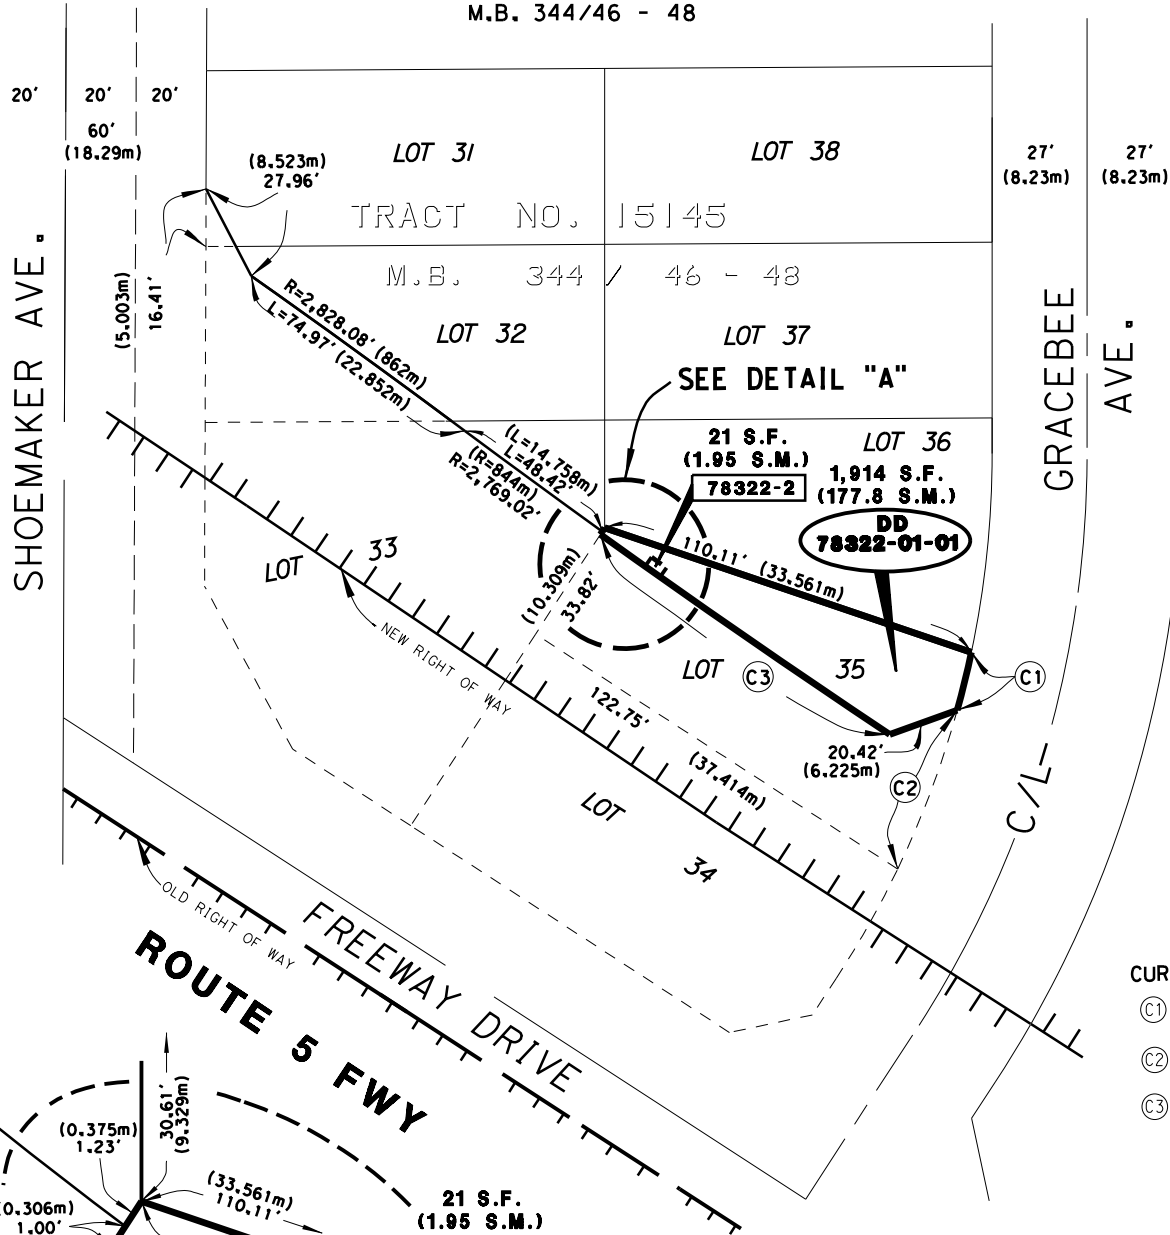 M.B. 344/46 - 48
20' 20' 20'
60'
(18.29m)
(8.523m)
27.96'
LOT 31
LOT 38
27' 27'
(8.23m) (8.23m)
TRACT NO. 15145
M.B. 344 / 46 - 48
SHOEMAKER AVE.
(5.003m)
16.41'
R=2,828.08' (862m)
L=74.97' (22.852m)
LOT 32
LOT 37
GRACEBEE
AVE.
SEE DETAIL "A"
(L=14.758m)
L=48.42'
(R=844m)
R=2,769.02'
21 S.F.
(1.95 S.M.)
78322-2
LOT 36
1,914 S.F.
(177.8 S.M.)
DD
78322-01-01
LOT 33
110.11' (33.561m)
(10.309m)
33.82'
NEW RIGHT OF WAY
LOT 35
C3
C1
122.75'
(37.414m)
20.42'
(6.225m)
C2
C/L
LOT 34
OLD RIGHT OF WAY
FREEWAY DRIVE
ROUTE 5 FWY
CUR
C1
C2
C3
30.61'
(9.329m)
(0.375m)
1.23'
(33.561m)
110.11'
0.306m)
1.00'
21 S.F.
(1.95 S.M.)